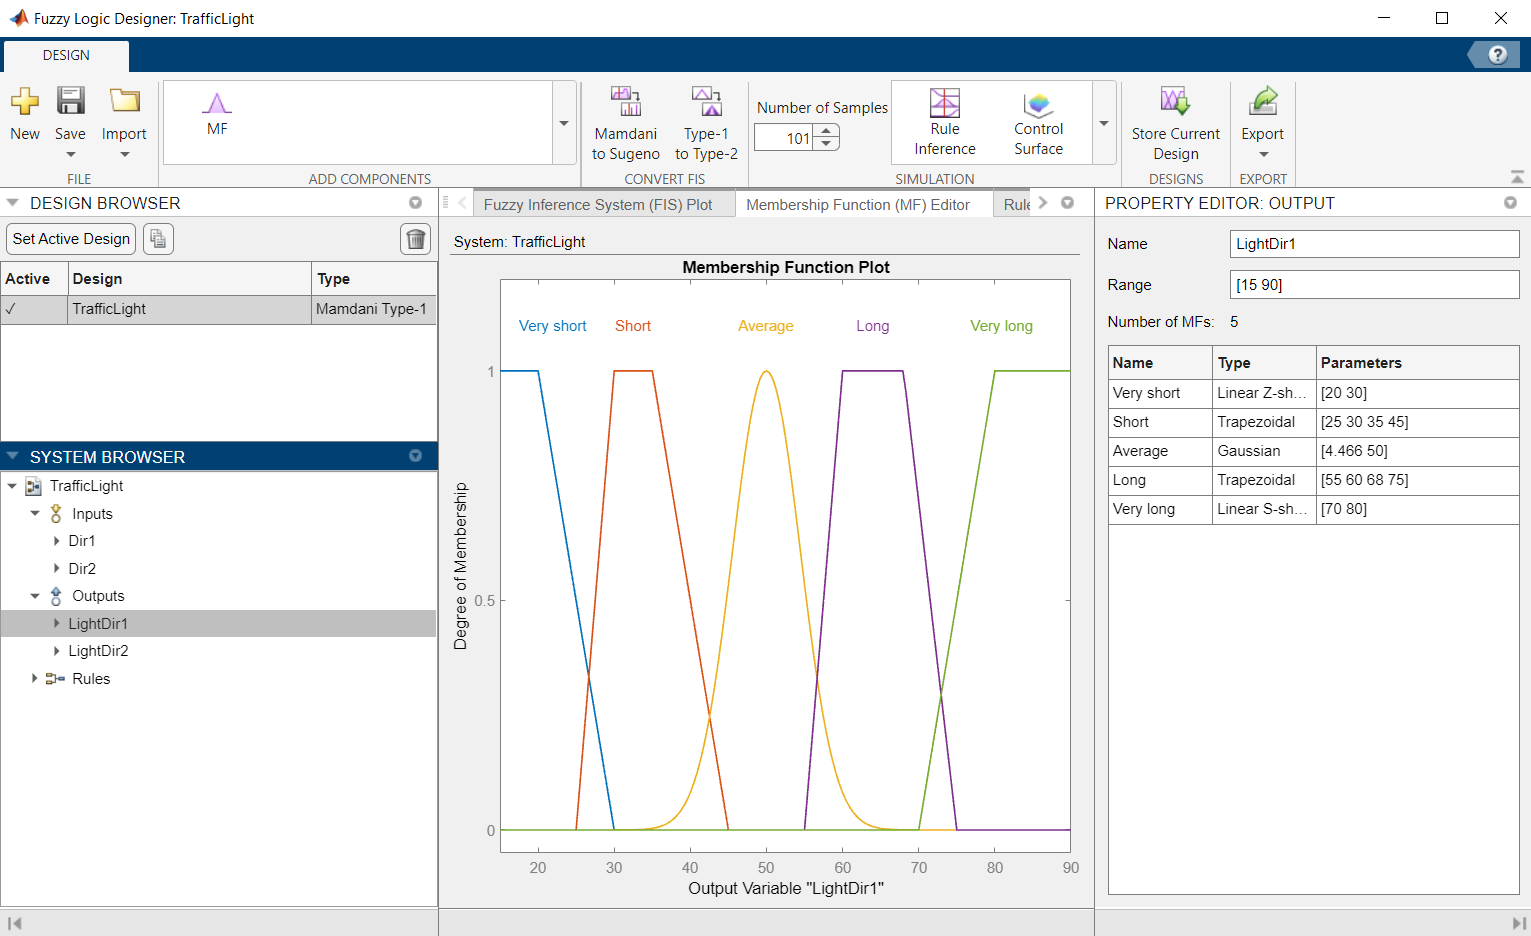 Fuzzy Logic Designer: TrafficLight
DESIGN
?
New
Save
Import
FILE
MF
ADD COMPONENTS
Mamdani
to Sugeno
Type-1
to Type-2
CONVERT FIS
Number of Samples
101
Rule
Inference
Control
Surface
SIMULATION
Store Current
Design
DESIGNS
Export
EXPORT
DESIGN BROWSER
Set Active Design
Active Design Type
✓ TrafficLight Mamdani Type-1
SYSTEM BROWSER
TrafficLight
Inputs
Dir1
Dir2
Outputs
LightDir1
LightDir2
Rules
Fuzzy Inference System (FIS) Plot
Membership Function (MF) Editor
Rule
System: TrafficLight
Membership Function Plot
Very short Short Average Long Very long
1
0.5
0
Degree of Membership
20 30 40 50 60 70 80 90
Output Variable "LightDir1"
PROPERTY EDITOR: OUTPUT
Name LightDir1
Range [15 90]
Number of MFs: 5
Name Type Parameters
Very short Linear Z-sh... [20 30]
Short Trapezoidal [25 30 35 45]
Average Gaussian [4.466 50]
Long Trapezoidal [55 60 68 75]
Very long Linear S-sh... [70 80]